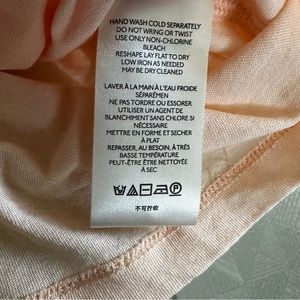 HAND WASH COLD SEPARATELY
DO NOT WRING OR TWIST
USE ONLY NON-CHLORINE
BLEACH
RESHAPE LAY FLAT TO DRY
LOW IRON AS NEEDED
MAY BE DRY CLEANED
LAVER À LA MAIN À L'EAU FROIDE
SÉPARÉMEN
NE PAS TORDRE OU ESSORER
UTILISER UN AGENT DE
BLANCHIMENT SANS CHLORE SI
NÉCESSAIRE
METTRE EN FORME ET SECHER
À PLAT
REPASSER, AU BESOIN, À TRÉS
BASSE TEMPÉRATURE
PEUT-ÊTRE ÊTRE NETTOYÉE
À SEC
不可拧绞